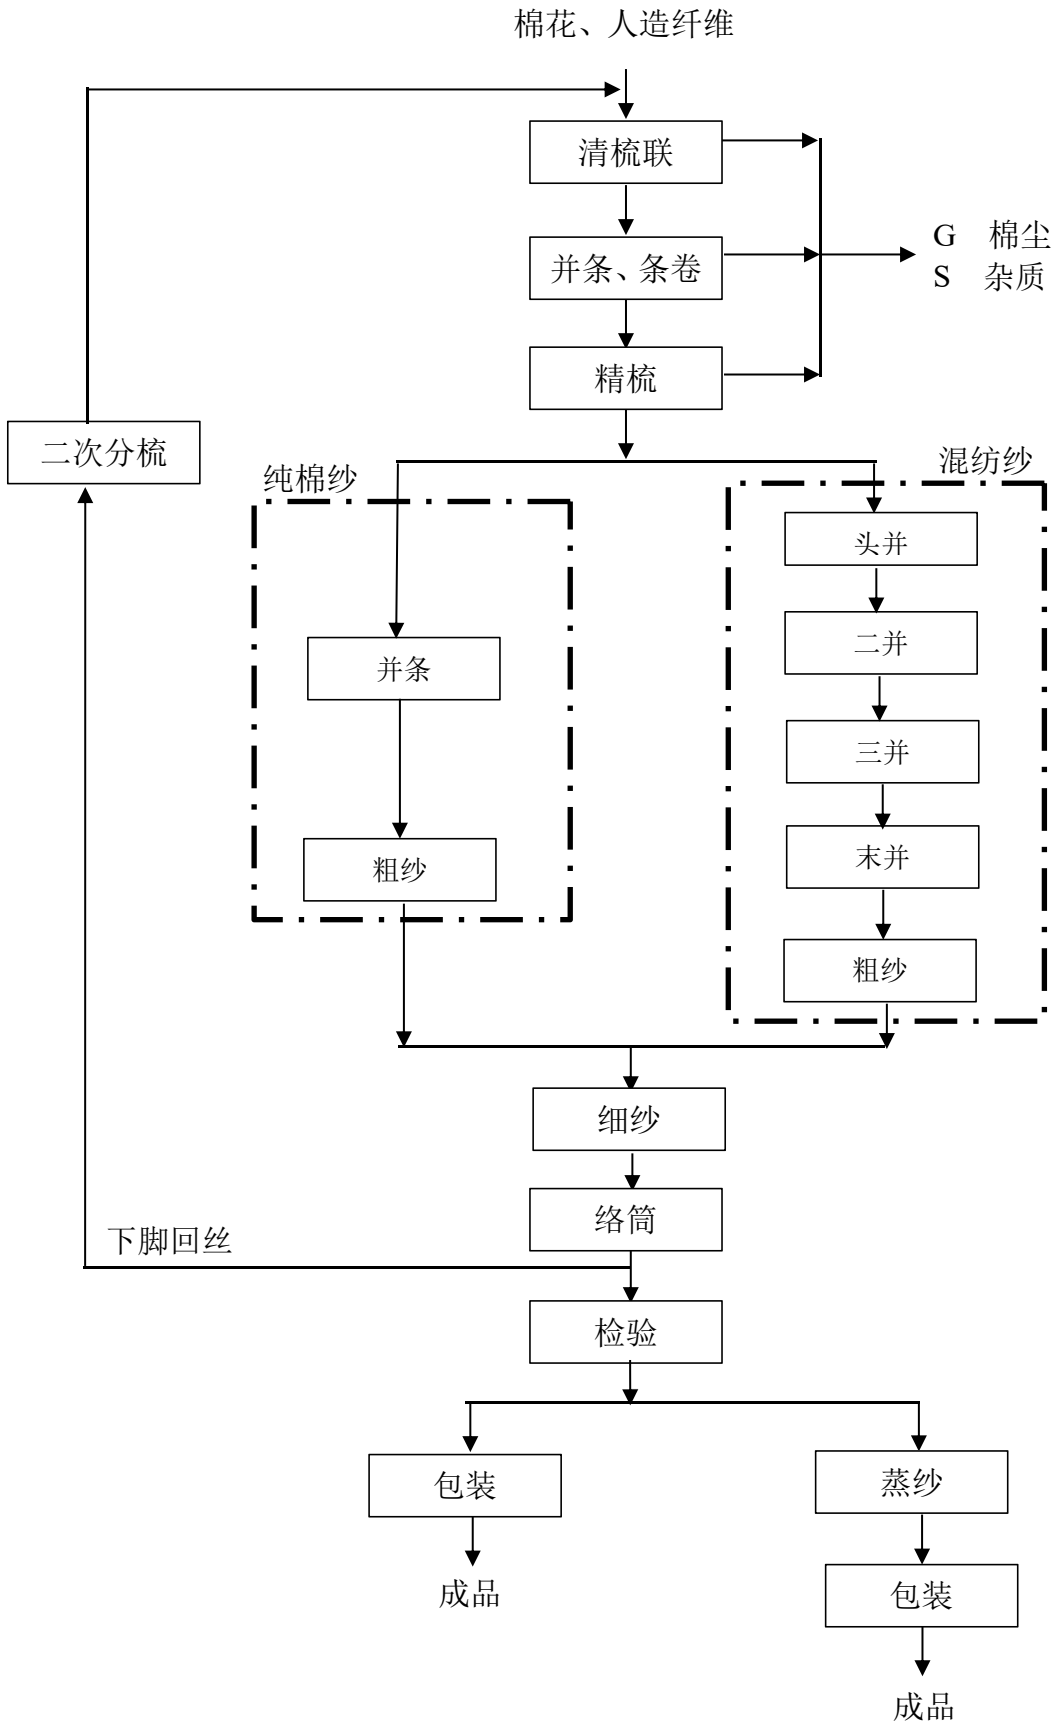 棉花、人造纤维
清梳联
并条、条卷
G 棉尘
S 杂质
精梳
二次分梳
纯棉纱
混纺纱
头并
二并
并条
三并
末并
粗纱
粗纱
细纱
络筒
下脚回丝
检验
包装
蒸纱
成品
包装
成品